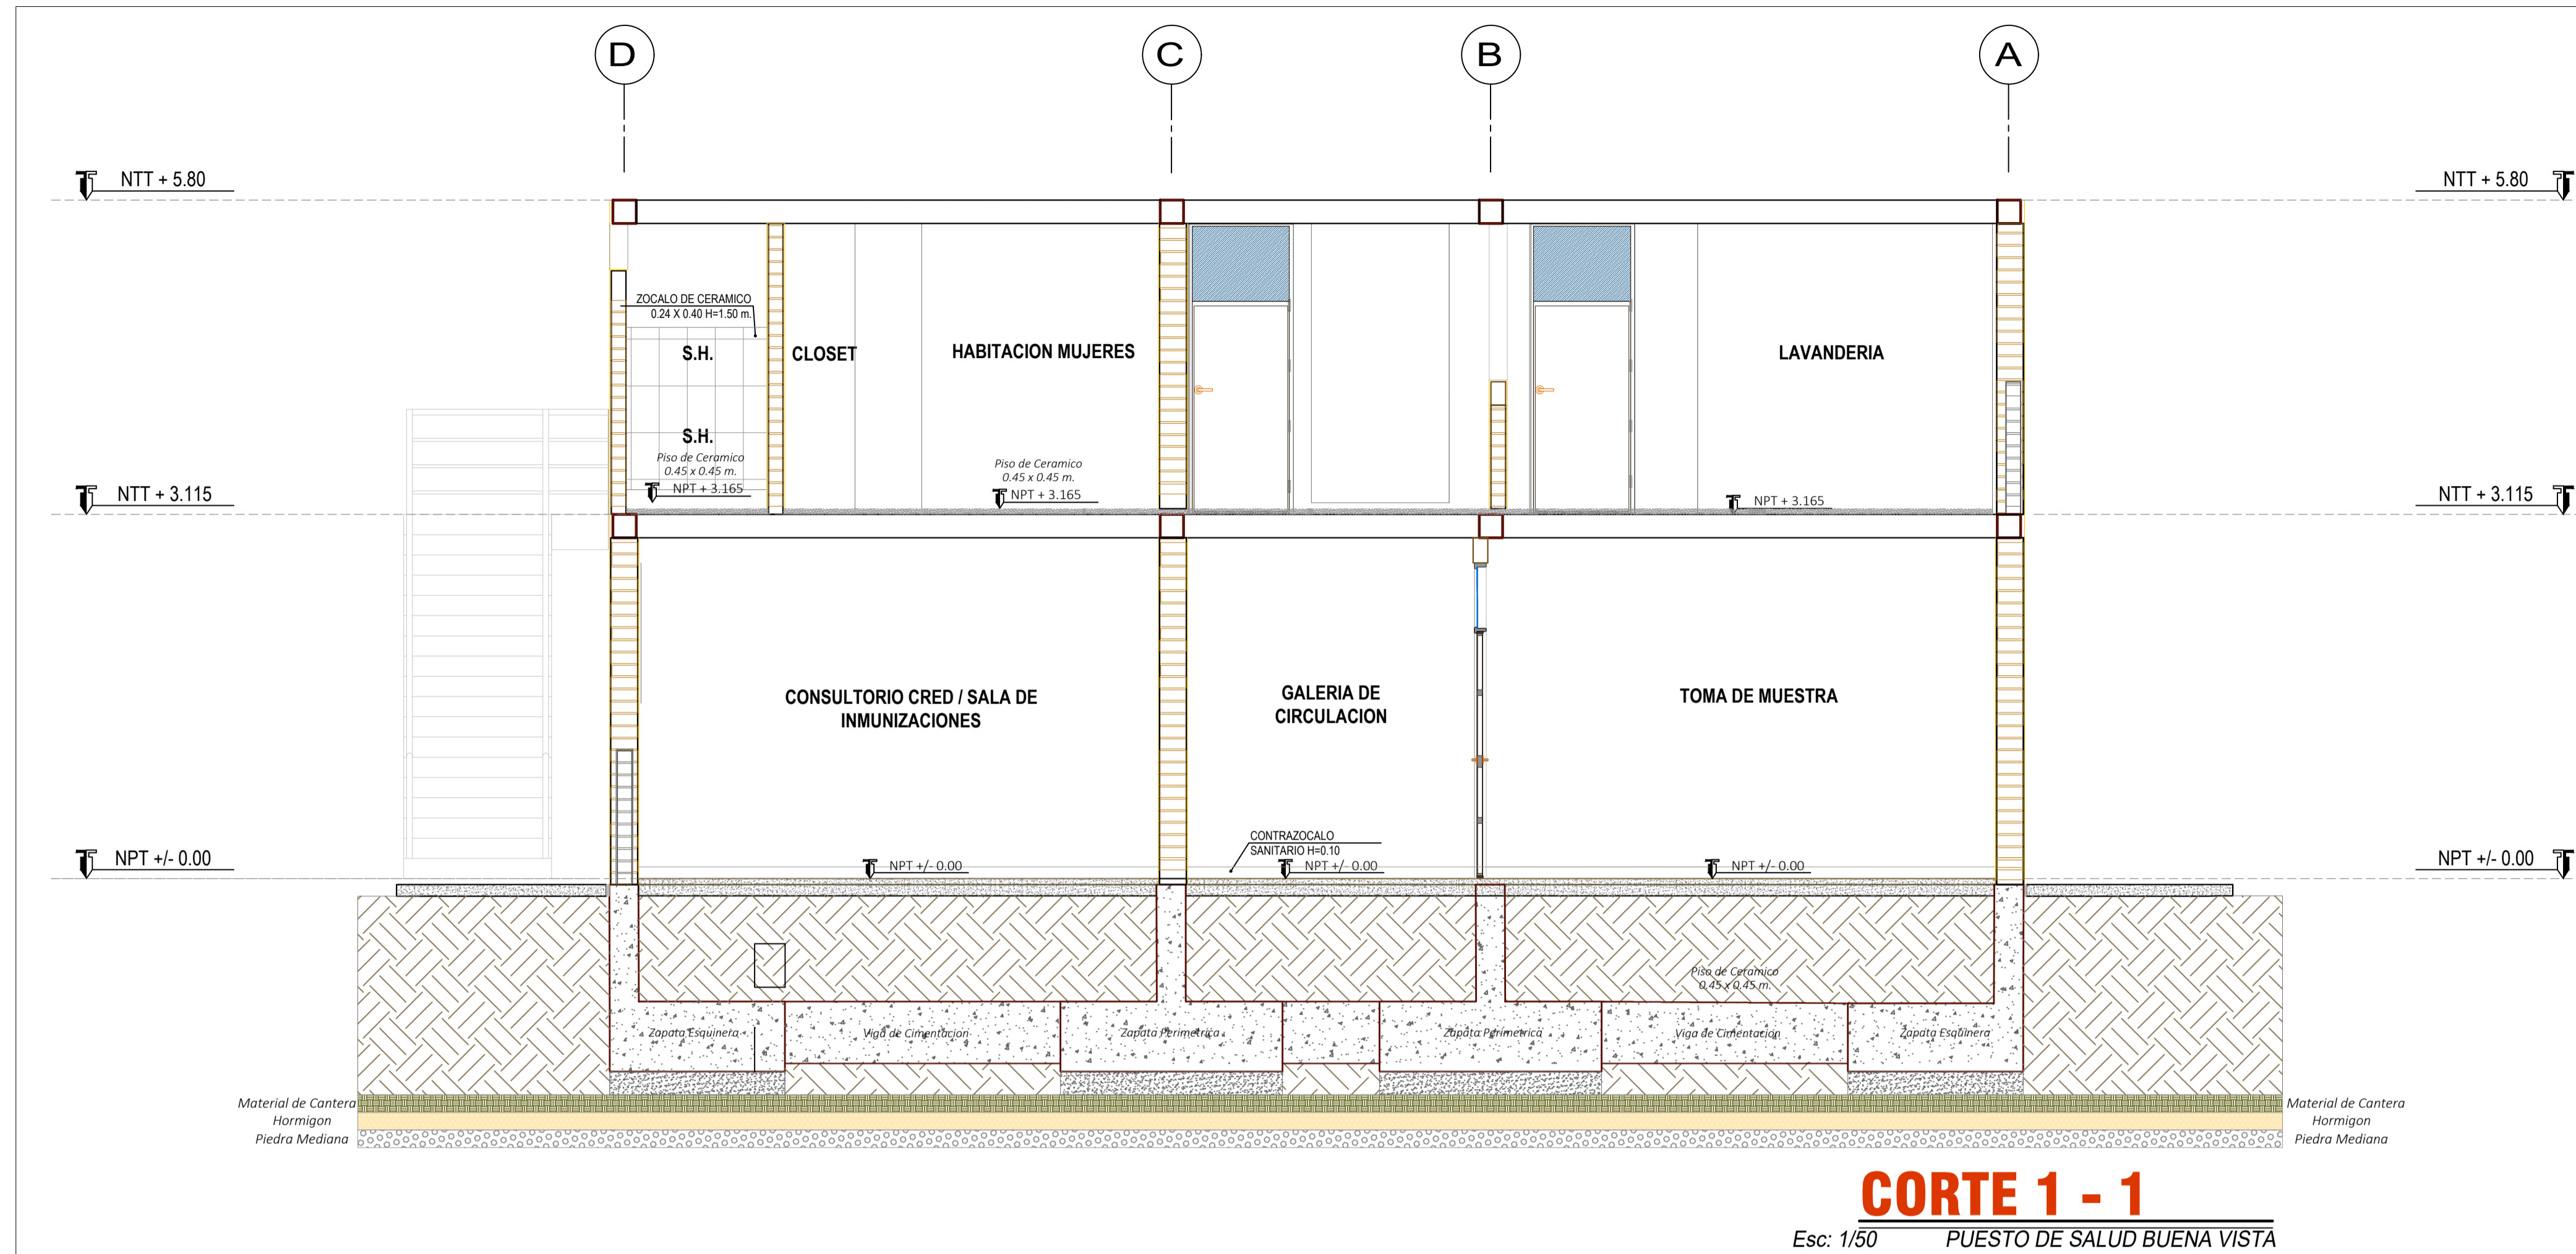 D
C
B
A
NTT + 5.80
NTT + 5.80
ZOCALO DE CERAMICO
0.24 X 0.40 H=1.50 m.
S.H.
CLOSET
HABITACION MUJERES
LAVANDERIA
S.H.
Piso de Ceramico
0.45 x 0.45 m.
NPT + 3.165
Piso de Ceramico
0.45 x 0.45 m.
NPT + 3.165
NPT + 3.165
NTT + 3.115
NTT + 3.115
CONSULTORIO CRED / SALA DE
INMUNIZACIONES
GALERIA DE
CIRCULACION
TOMA DE MUESTRA
CONTRAZOCALO
SANITARIO H=0.10
NPT +/- 0.00
NPT +/- 0.00
NPT +/- 0.00
NPT +/- 0.00
NPT +/- 0.00
Piso de Ceramico
0.45 x 0.45 m.
Zapata Esquinera
Viga de Cimentacion
Zapata Perimetrica
Zapata Perimetrica
Viga de Cimentacion
Zapata Esquinera
Material de Cantera
Hormigon
Piedra Mediana
Material de Cantera
Hormigon
Piedra Mediana
CORTE 1 - 1
Esc: 1/50 PUESTO DE SALUD BUENA VISTA